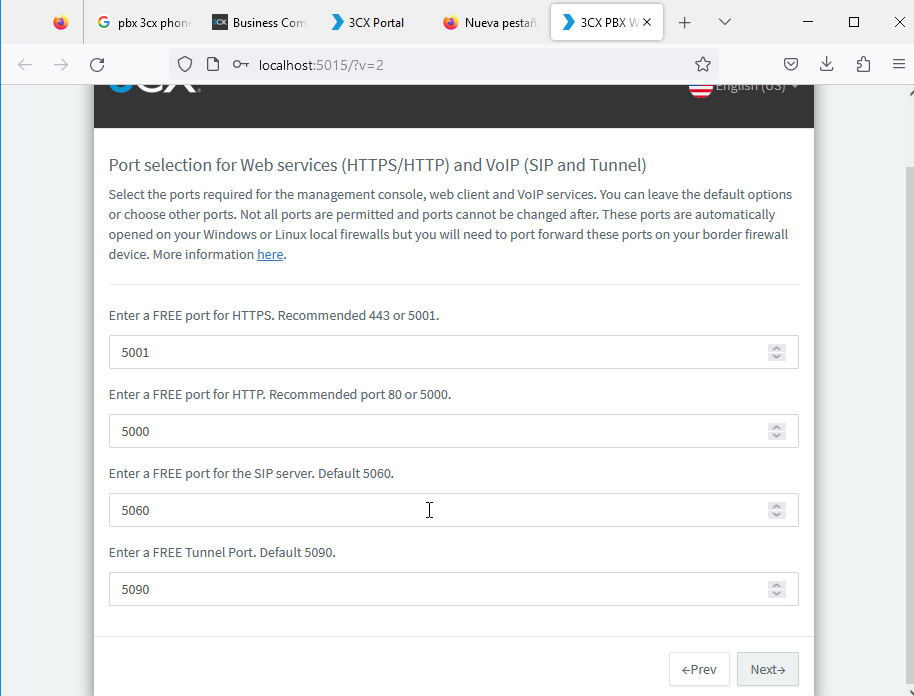 pbx 3cx phon
Business Com
3CX Portal
Nueva pestañ
3CX PBX W
localhost:5015/?v=2
3CX
English (US)
Port selection for Web services (HTTPS/HTTP) and VoIP (SIP and Tunnel)
Select the ports required for the management console, web client and VoIP services. You can leave the default options
or choose other ports. Not all ports are permitted and ports cannot be changed after. These ports are automatically
opened on your Windows or Linux local firewalls but you will need to port forward these ports on your border firewall
device. More information here.
Enter a FREE port for HTTPS. Recommended 443 or 5001.
5001
Enter a FREE port for HTTP. Recommended port 80 or 5000.
5000
Enter a FREE port for the SIP server. Default 5060.
5060
Enter a FREE Tunnel Port. Default 5090.
5090
←Prev
Next→